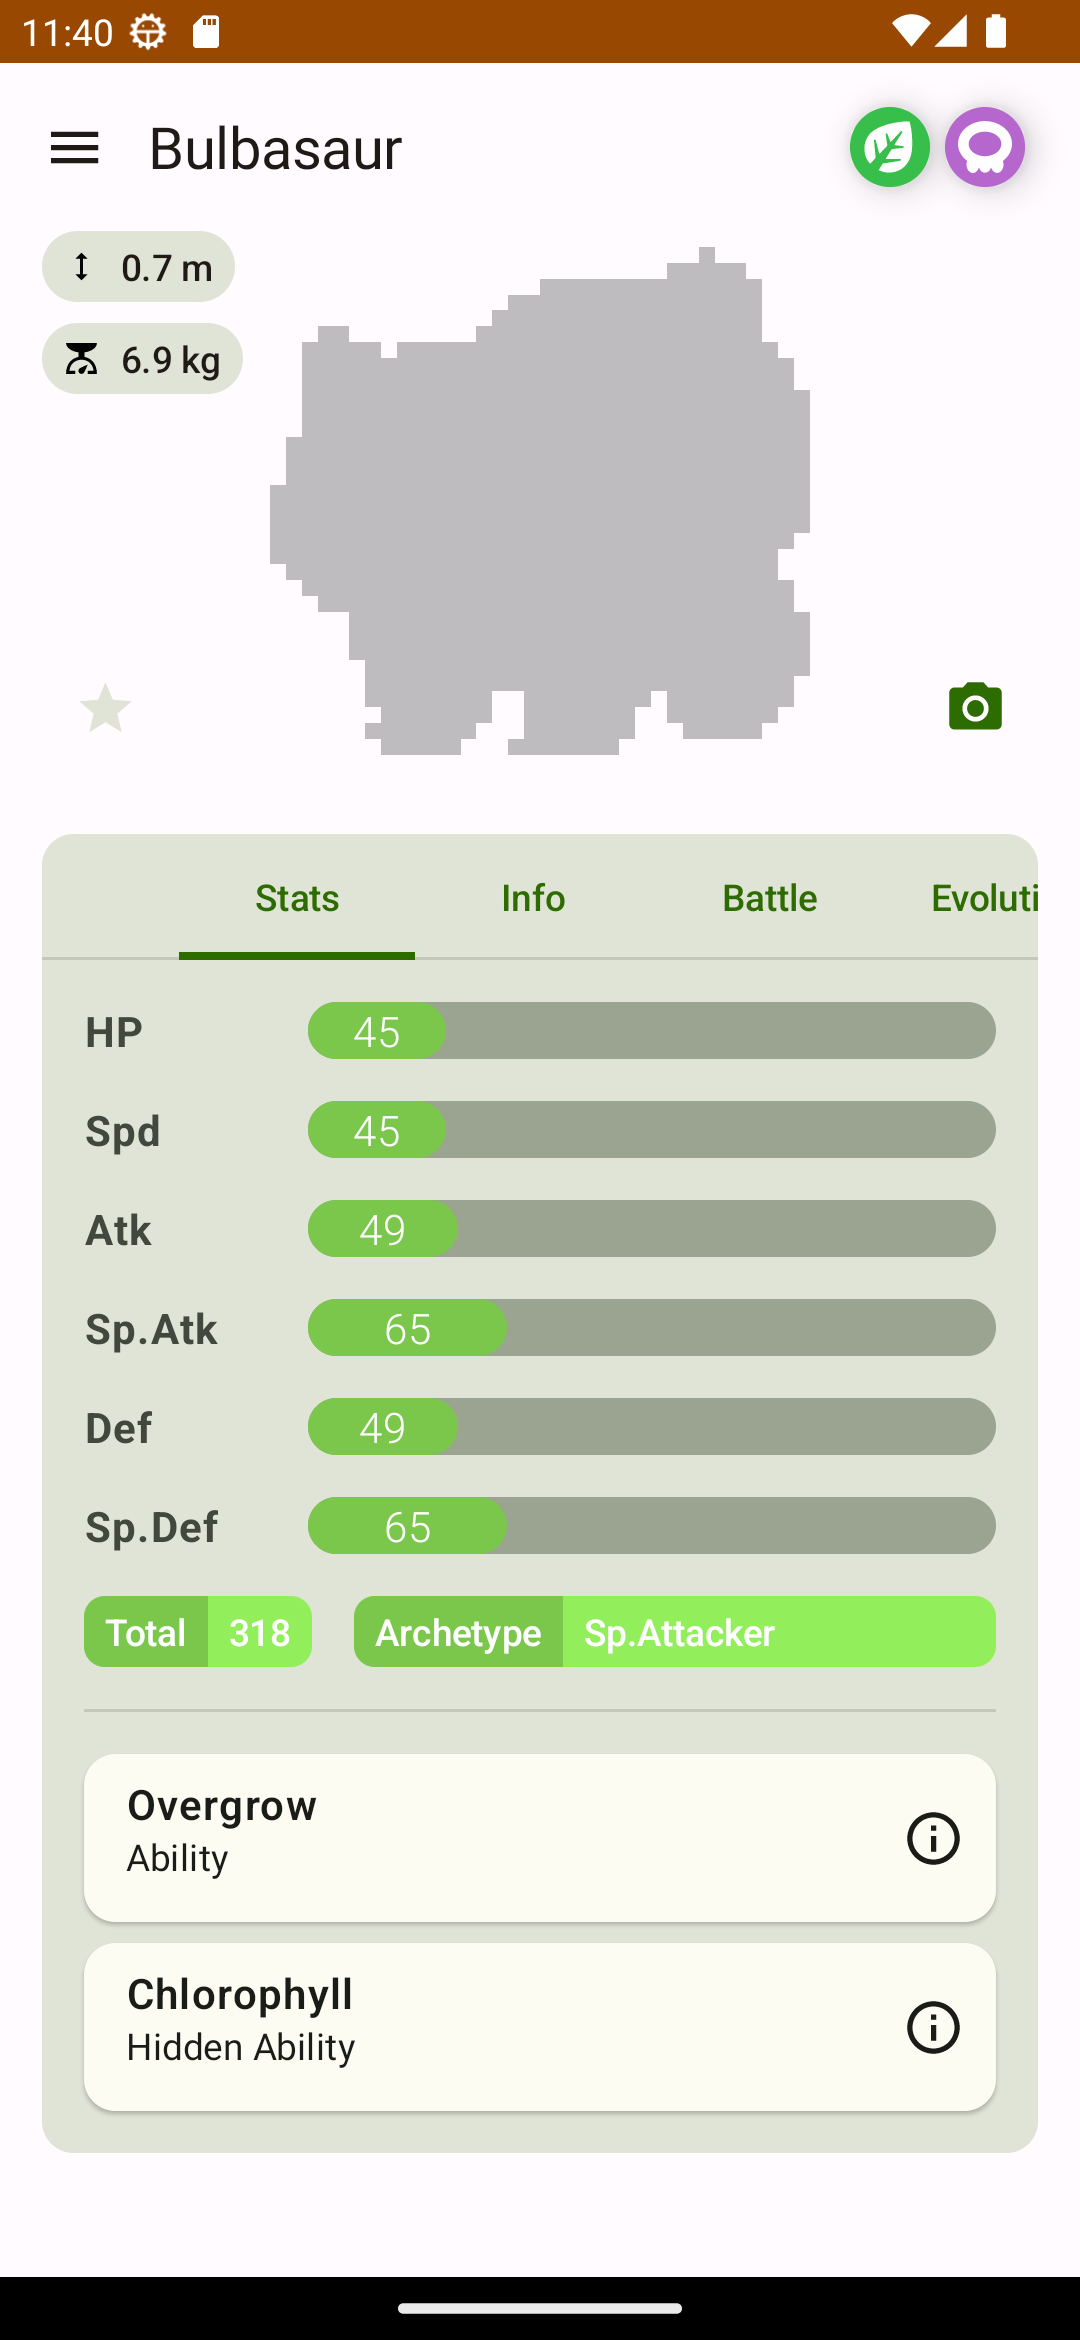 11:40
Bulbasaur
0.7 m
6.9 kg
Stats Info Battle Evoluti
HP 45
Spd 45
Atk 49
Sp.Atk 65
Def 49
Sp.Def 65
Total 318 Archetype Sp.Attacker
Overgrow
Ability
Chlorophyll
Hidden Ability